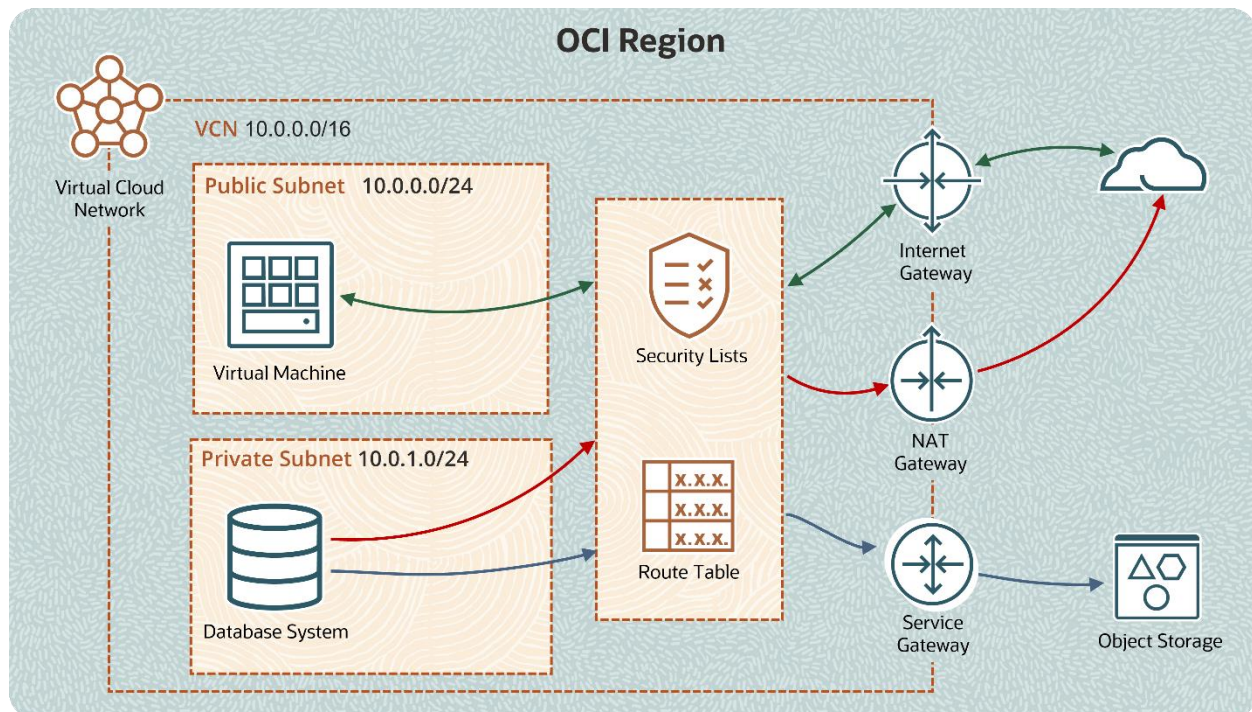 OCI Region
Virtual Cloud
Network
VCN 10.0.0.0/16
Public Subnet 10.0.0.0/24
Virtual Machine
Private Subnet 10.0.1.0/24
Database System
Security Lists
x.x.x.
x.x.x.
x.x.x.
Route Table
Internet
Gateway
NAT
Gateway
Service
Gateway
Object Storage